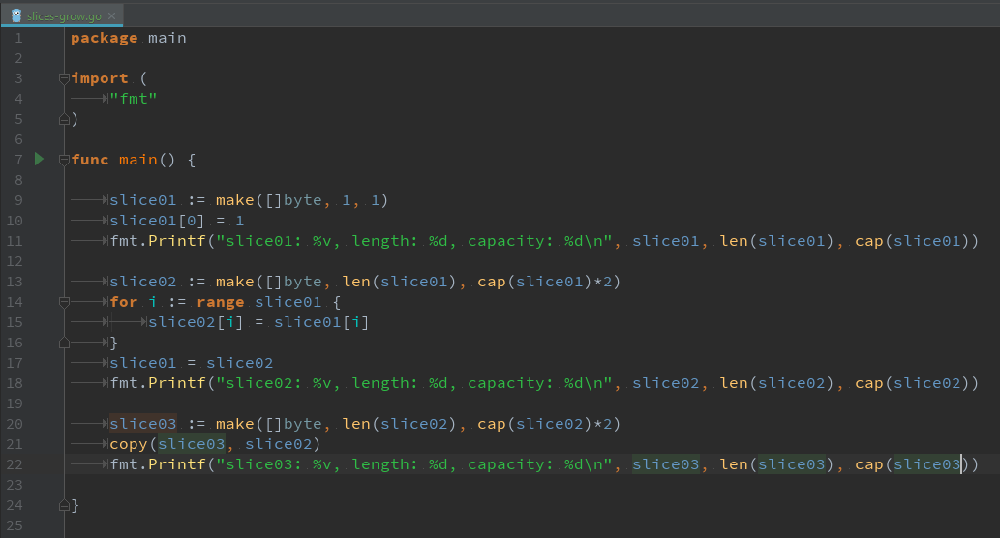 slices-grow.go ×
1 package main
2
3 import (
4 "fmt"
5 )
6
7 func main() {
8
9 slice01 := make([]byte, 1, 1)
10 slice01[0] = 1
11 fmt.Printf("slice01: %v, length: %d, capacity: %d\n", slice01, len(slice01), cap(slice01))
12
13 slice02 := make([]byte, len(slice01), cap(slice01)*2)
14 for i := range slice01 {
15 slice02[i] = slice01[i]
16 }
17 slice01 = slice02
18 fmt.Printf("slice02: %v, length: %d, capacity: %d\n", slice02, len(slice02), cap(slice02))
19
20 slice03 := make([]byte, len(slice02), cap(slice02)*2)
21 copy(slice03, slice02)
22 fmt.Printf("slice03: %v, length: %d, capacity: %d\n", slice03, len(slice03), cap(slice03))
23
24 }
25